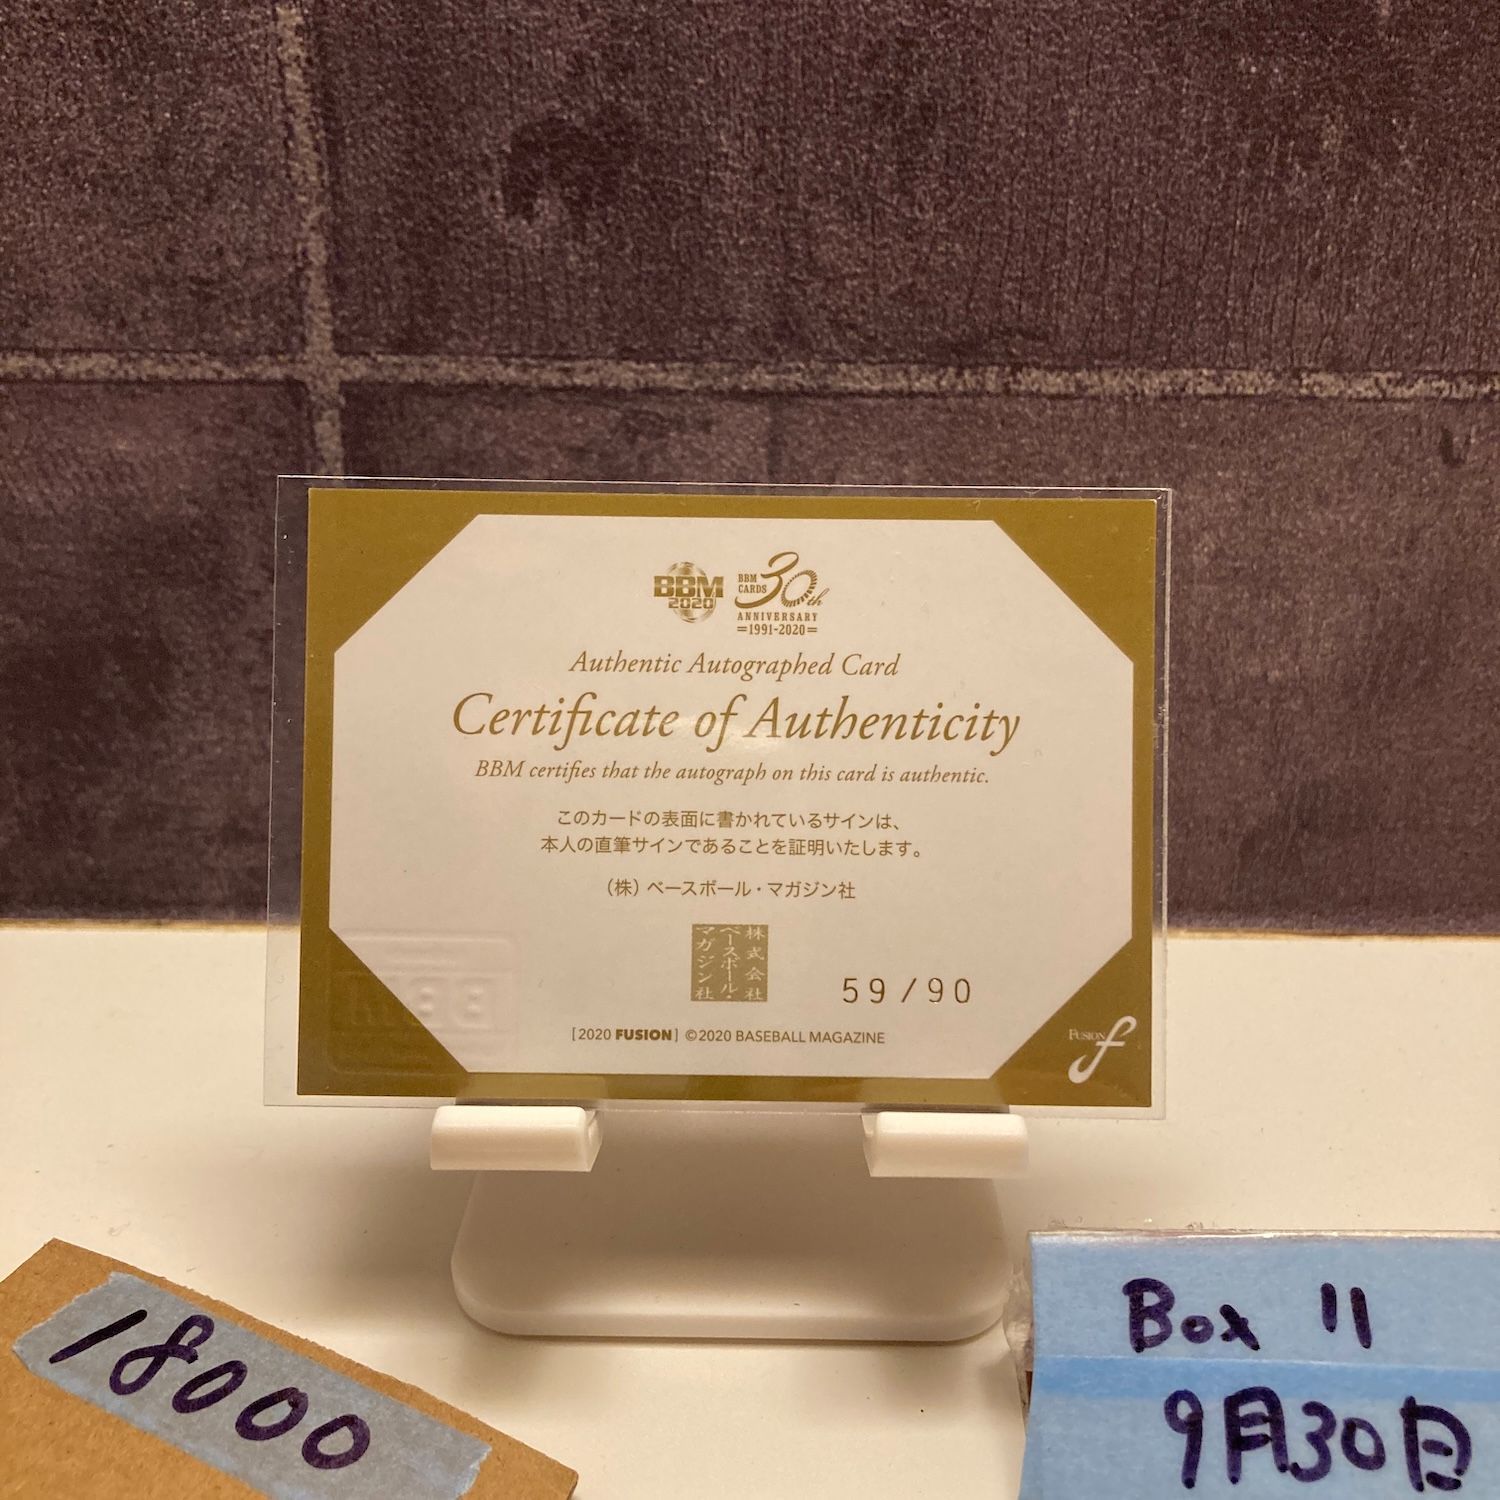 BBM
2020
BBM
CARDS
30th
ANNIVERSARY
=1991-2020=
Authentic Autographed Card
Certificate of Authenticity
BBM certifies that the autograph on this card is authentic.
このカードの表面に書かれているサインは、
本人の直筆サインであることを証明いたします。
（株）ベースボール・マガジン社
株式会社
ベースボール・
マガジン社
59/90
[2020 FUSION] ©2020 BASEBALL MAGAZINE
FUSION
f
BBM
18000
Box 11
9月30日